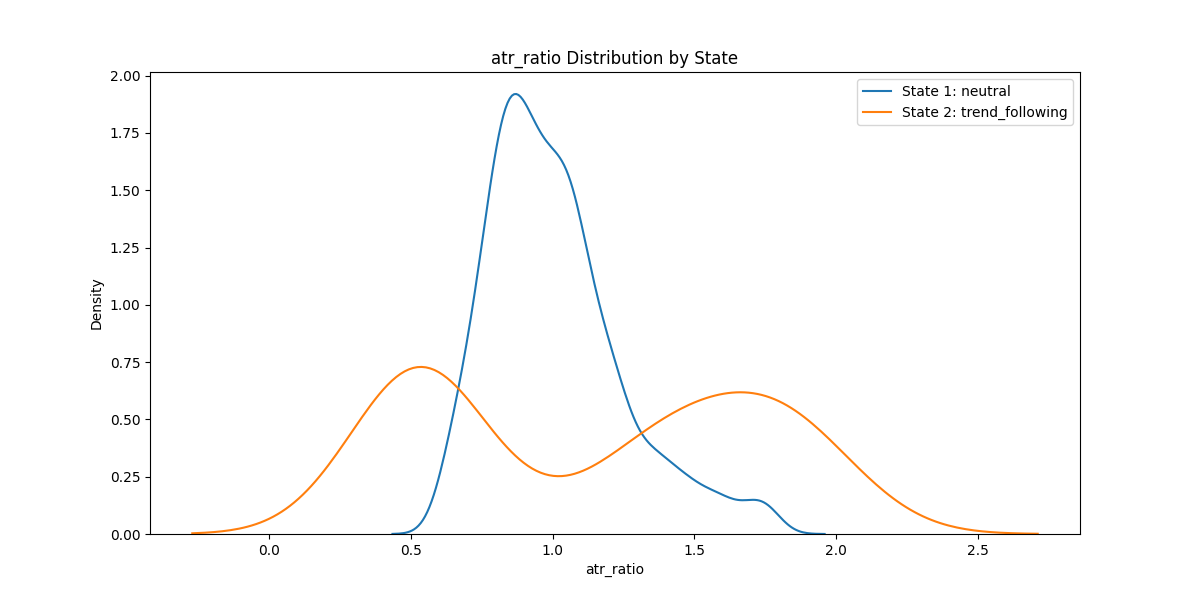 atr_ratio Distribution by State
State 1: neutral
State 2: trend_following
Density
2.00
1.75
1.50
1.25
1.00
0.75
0.50
0.25
0.00
0.0 0.5 1.0 1.5 2.0 2.5
atr_ratio